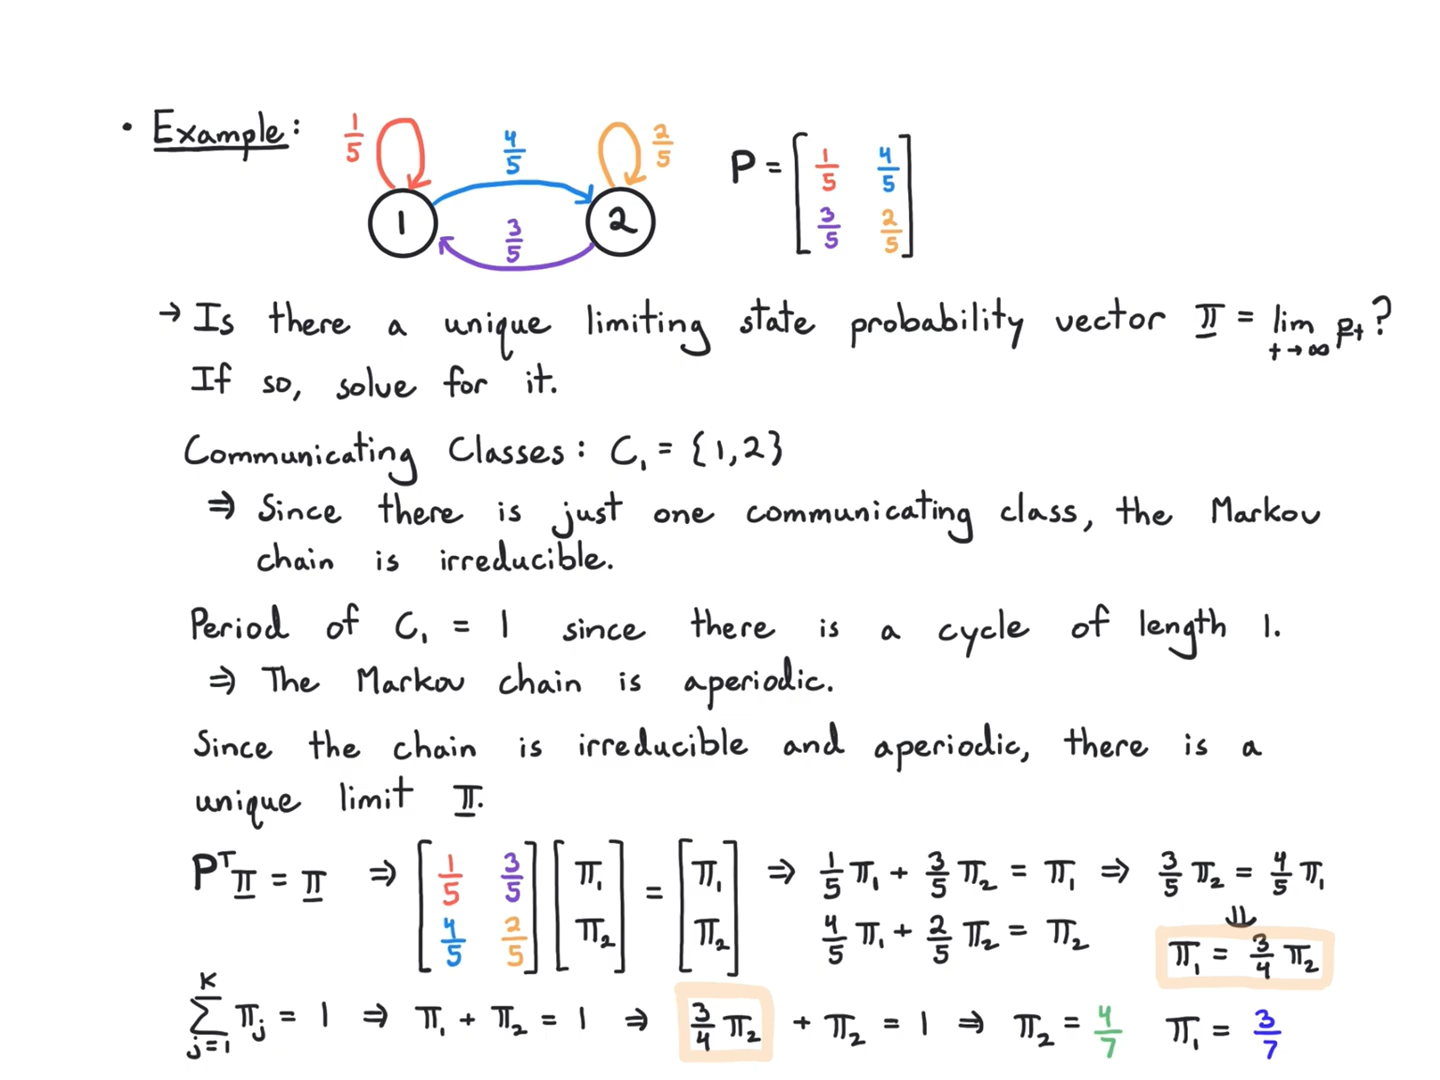 • Example: 1/5 4/5 2/5 P = [1/5 4/5; 3/5 2/5]
1 3/5 2
→ Is there a unique limiting state probability vector π = lim t→∞ pt?
If so, solve for it.
Communicating Classes: C₁ = {1,2}
⇒ Since there is just one communicating class, the Markov
chain is irreducible.
Period of C₁ = 1 since there is a cycle of length 1.
⇒ The Markov chain is aperiodic.
Since the chain is irreducible and aperiodic, there is a
unique limit π.
Pᵀπ = π ⇒ [1/5 3/5; 4/5 2/5] [π₁; π₂] = [π₁; π₂] ⇒ 1/5 π₁ + 3/5 π₂ = π₁ ⇒ 3/5 π₂ = 4/5 π₁
4/5 π₁ + 2/5 π₂ = π₂ ⇓ π₁ = 3/4 π₂
K Σ j=1 πj = 1 ⇒ π₁ + π₂ = 1 ⇒ 3/4 π₂ + π₂ = 1 ⇒ π₂ = 4/7 π₁ = 3/7